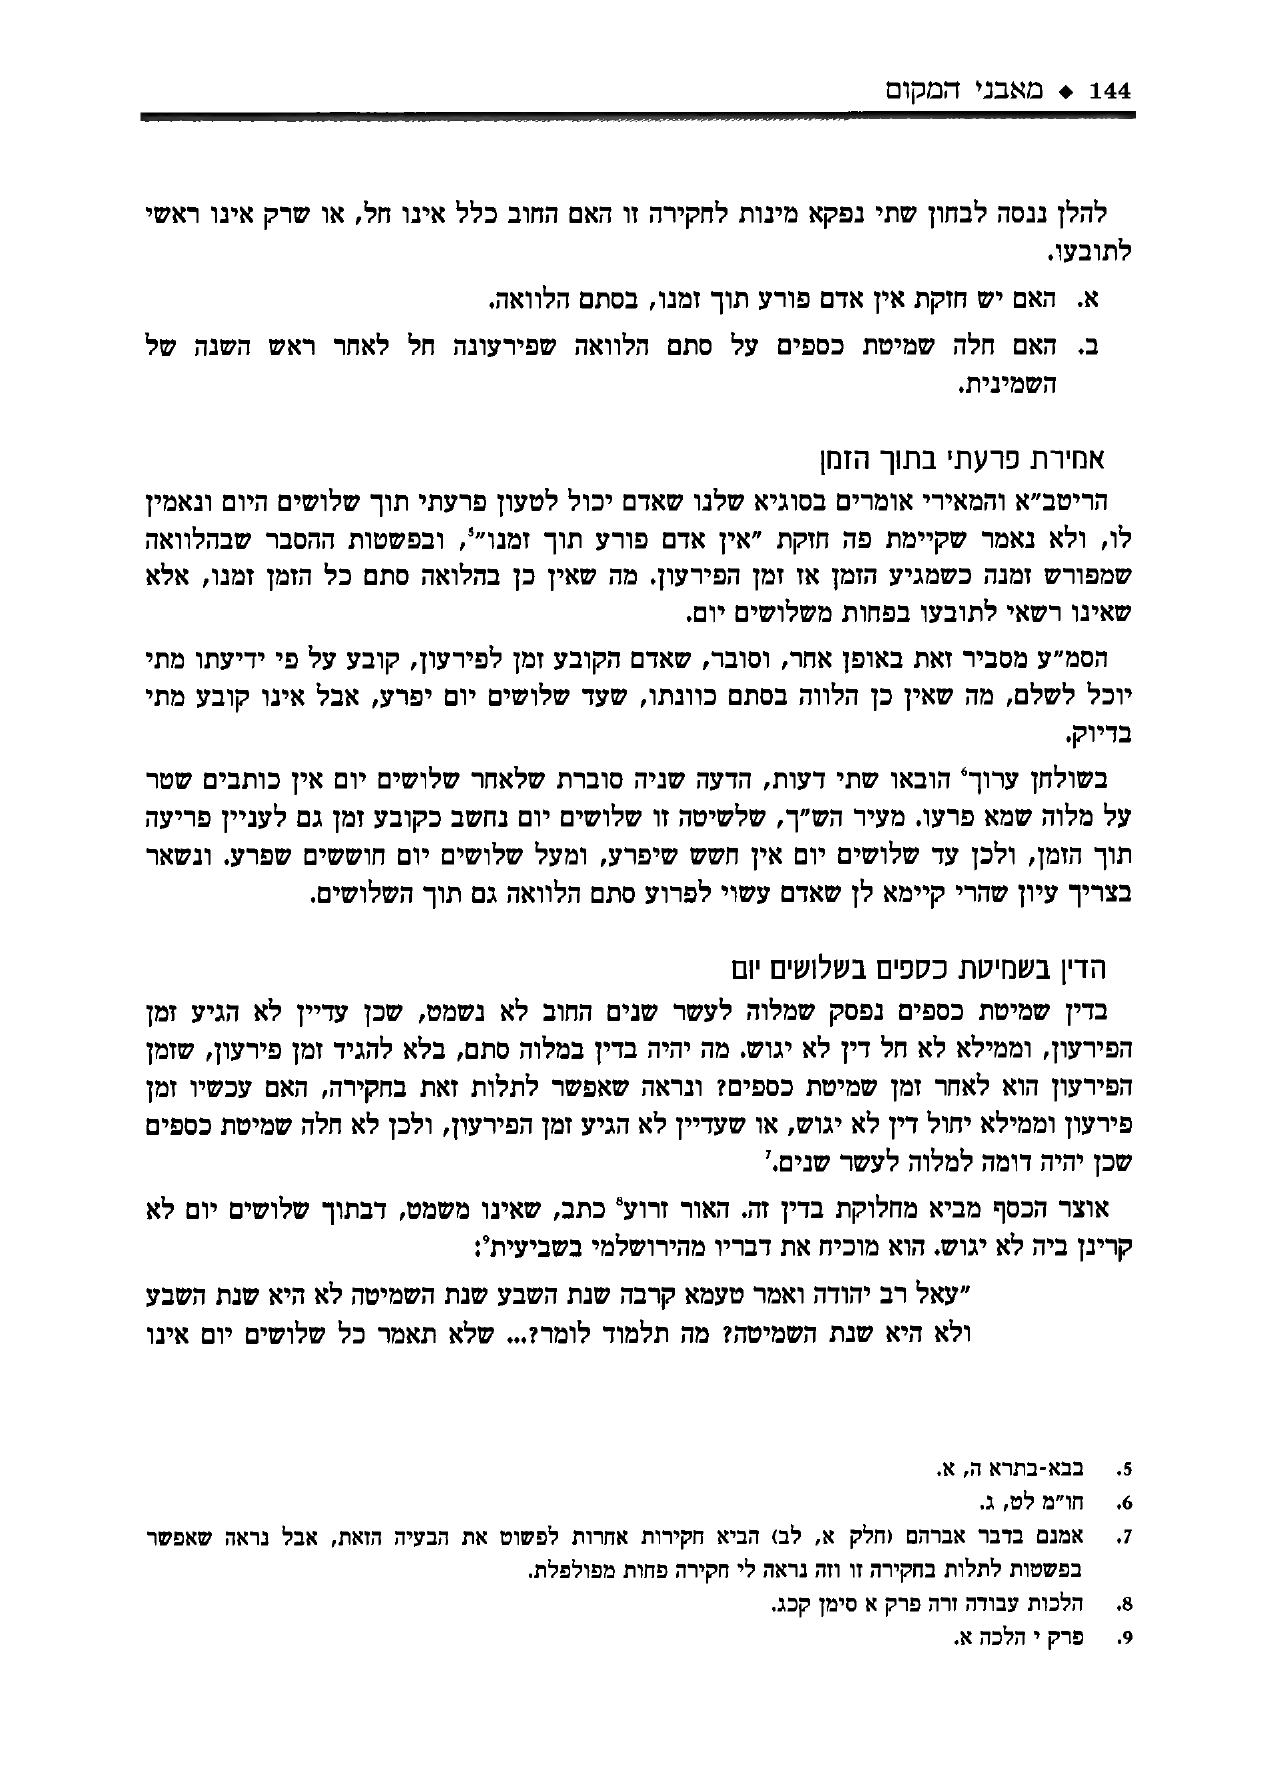 144 ♦ מאבני המקום
להלן ננסה לבחון שתי נפקא מינות לחקירה זו האם החוב כלל אינו חל, או שרק אינו ראשי
לתובעו.
א. האם יש חזקת אין אדם פורע תוך זמנו, בסתם הלוואה.
ב. האם חלה שמיטת כספים על סתם הלוואה שפירעונה חל לאחר ראש השנה של
השמינית.
אמירת פרעתי בתוך הזמן
הריטב"א והמאירי אומרים בסוגיא שלנו שאדם יכול לטעון פרעתי תוך שלושים היום ונאמין
לו, ולא נאמר שקיימת פה חזקת "אין אדם פורע תוך זמנו"5, ובפשטות ההסבר שבהלוואה
שמפורש זמנה כשמגיע הזמן אז זמן הפירעון. מה שאין כן בהלואה סתם כל הזמן זמנו, אלא
שאינו רשאי לתובעו בפחות משלושים יום.
הסמ"ע מסביר זאת באופן אחר, וסובר, שאדם הקובע זמן לפירעון, קובע על פי ידיעתו מתי
יוכל לשלם, מה שאין כן הלווה בסתם כוונתו, שעד שלושים יום יפרע, אבל אינו קובע מתי
בדיוק.
בשולחן ערוך6 הובאו שתי דעות, הדעה שניה סוברת שלאחר שלושים יום אין כותבים שטר
על מלוה שמא פרעו. מעיר הש"ך, שלשיטה זו שלושים יום נחשב כקובע זמן גם לעניין פריעה
תוך הזמן, ולכן עד שלושים יום אין חשש שיפרע, ומעל שלושים יום חוששים שפרע. ונשאר
בצריך עיון שהרי קיימא לן שאדם עשוי לפרוע סתם הלוואה גם תוך השלושים.
הדין בשמיטת כספים בשלושים יום
בדין שמיטת כספים נפסק שמלוה לעשר שנים החוב לא נשמט, שכן עדיין לא הגיע זמן
הפירעון, וממילא לא חל דין לא יגוש. מה יהיה בדין במלוה סתם, בלא להגיד זמן פירעון, שזמן
הפירעון הוא לאחר זמן שמיטת כספים? ונראה שאפשר לתלות זאת בחקירה, האם עכשיו זמן
פירעון וממילא יחול דין לא יגוש, או שעדיין לא הגיע זמן הפירעון, ולכן לא חלה שמיטת כספים
שכן יהיה דומה למלוה לעשר שנים.7
אוצר הכסף מביא מחלוקת בדין זה. האור זרוע8 כתב, שאינו משמט, דבתוך שלושים יום לא
קרינן ביה לא יגוש. הוא מוכיח את דבריו מהירושלמי בשביעית9:
"עאל רב יהודה ואמר טעמא קרבה שנת השבע שנת השמיטה לא היא שנת השבע
ולא היא שנת השמיטה? מה תלמוד לומר?... שלא תאמר כל שלושים יום אינו
5. בבא-בתרא ה, א.
6. חו"מ לט, ג.
7. אמנם בדבר אברהם (חלק א, לב) הביא חקירות אחרות לפשוט את הבעיה הזאת, אבל נראה שאפשר
בפשטות לתלות בחקירה זו וזה נראה לי חקירה פחות מפולפלת.
8. הלכות עבודה זרה פרק א סימן קכג.
9. פרק י הלכה א.